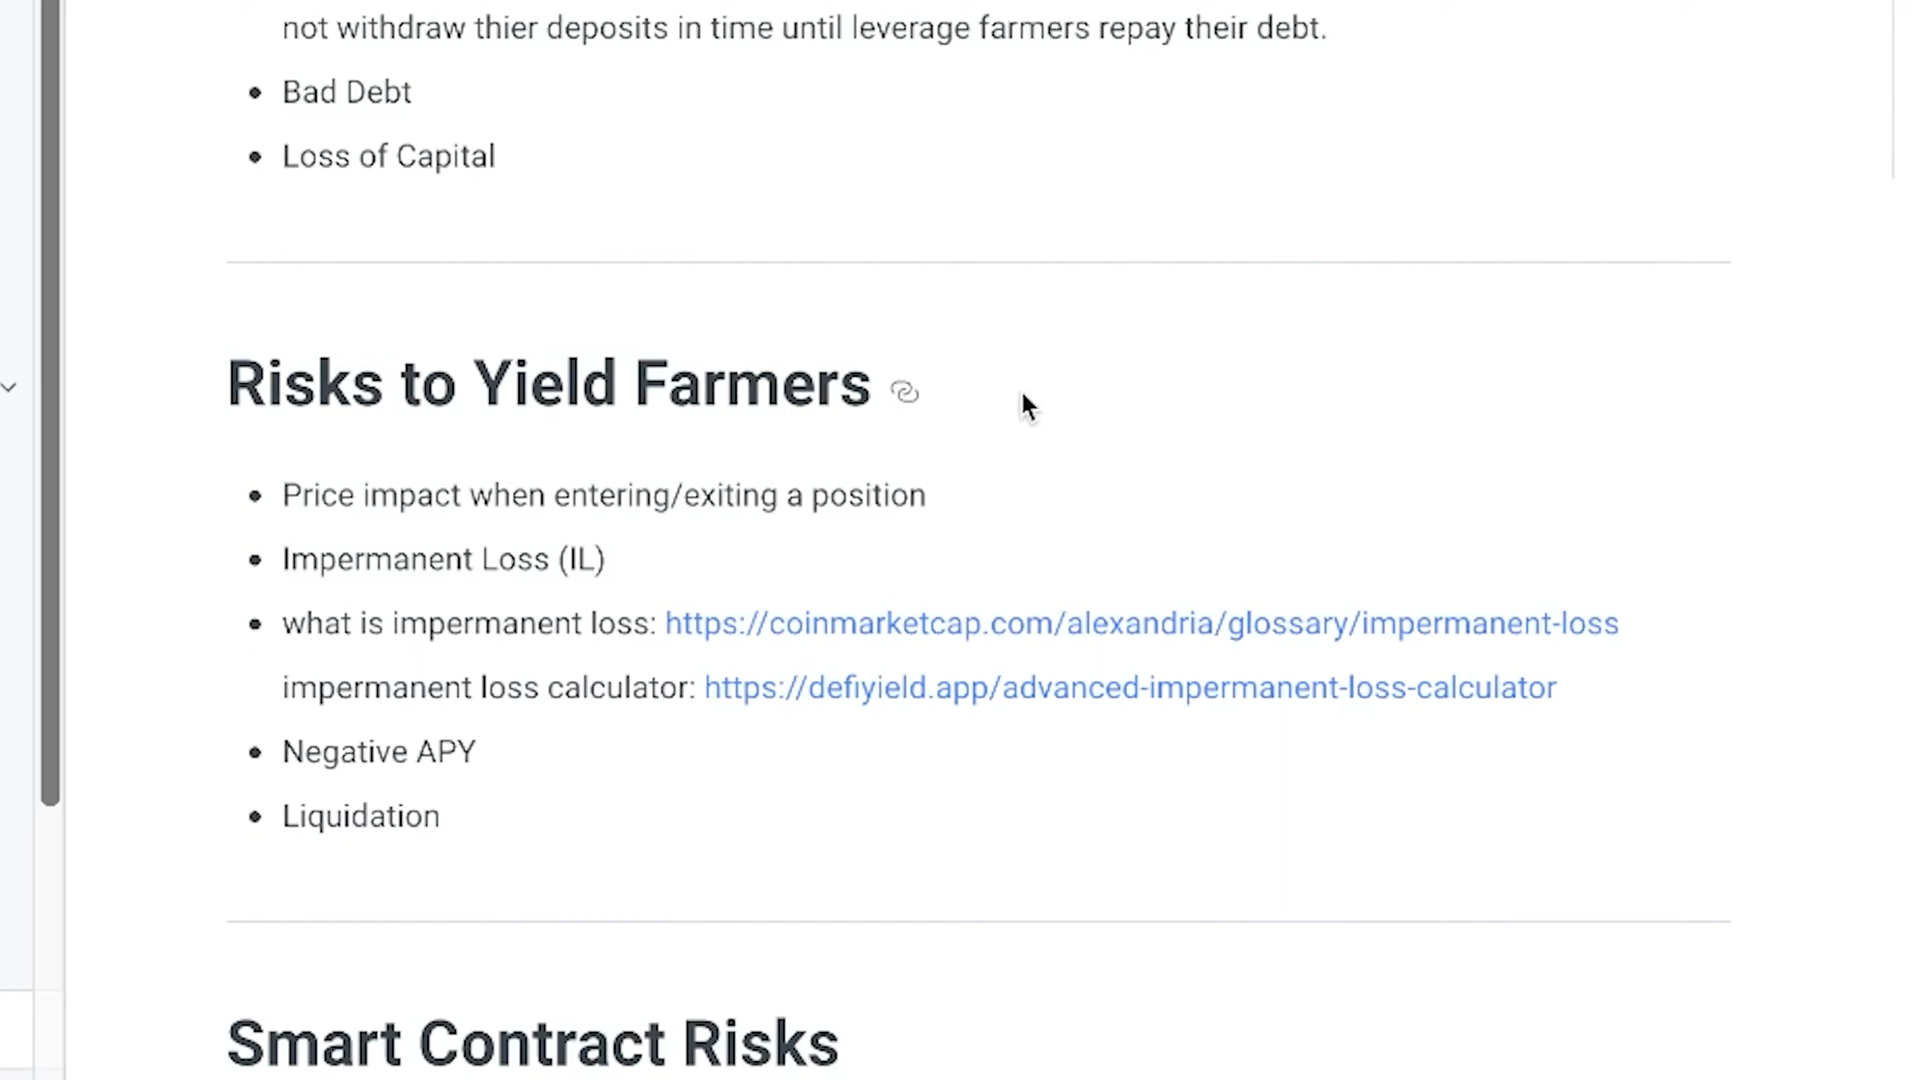 not withdraw thier deposits in time until leverage farmers repay their debt.
Bad Debt
Loss of Capital
Risks to Yield Farmers
Price impact when entering/exiting a position
Impermanent Loss (IL)
what is impermanent loss: https://coinmarketcap.com/alexandria/glossary/impermanent-loss
impermanent loss calculator: https://defiyield.app/advanced-impermanent-loss-calculator
Negative APY
Liquidation
Smart Contract Risks